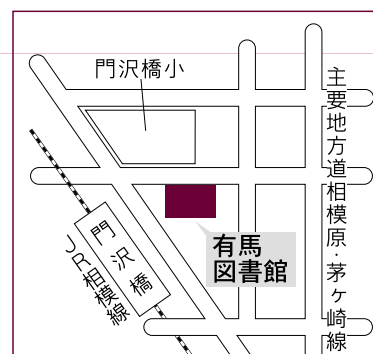 門沢橋小
主要地方道相模原・茅ヶ崎線
有馬
図書館
門沢橋
JR相模線